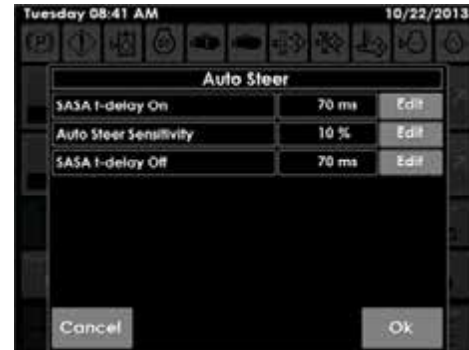 Tuesday 08:41 AM 10/22/2013
Auto Steer
SASA t-delay On 70 ms Edit
Auto Steer Sensitivity 10 % Edit
SASA t-delay Off 70 ms Edit
Cancel Ok